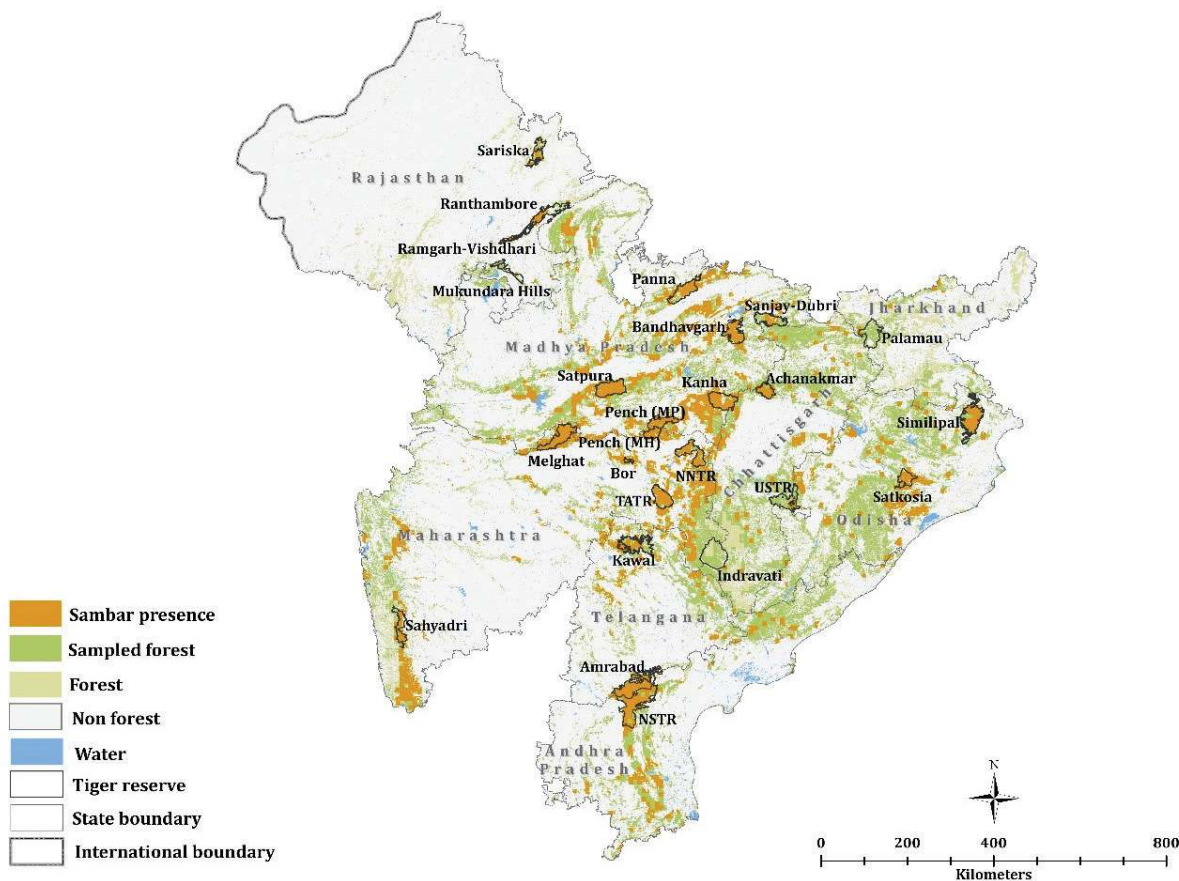 Sariska
Rajasthan
Ranthambore
Ramgarh-Vishdhari
Mukundara Hills
Panna
Sanjay-Dubri
Jharkhand
Bandhavgarh
Palamau
Madhya Pradesh
Satpura
Kanha
Achanakmar
Pench (MP)
Similipal
Pench (MH)
Melghat
Chhattisgarh
Bor
NNTR
USTR
TATR
Satkosia
Odisha
Maharashtra
Kawal
Indravati
Telangana
Sahyadri
Amrabad
NSTR
Andhra
Pradesh
Sambar presence
Sampled forest
Forest
Non forest
Water
Tiger reserve
State boundary
International boundary
N
0 200 400 800
Kilometers